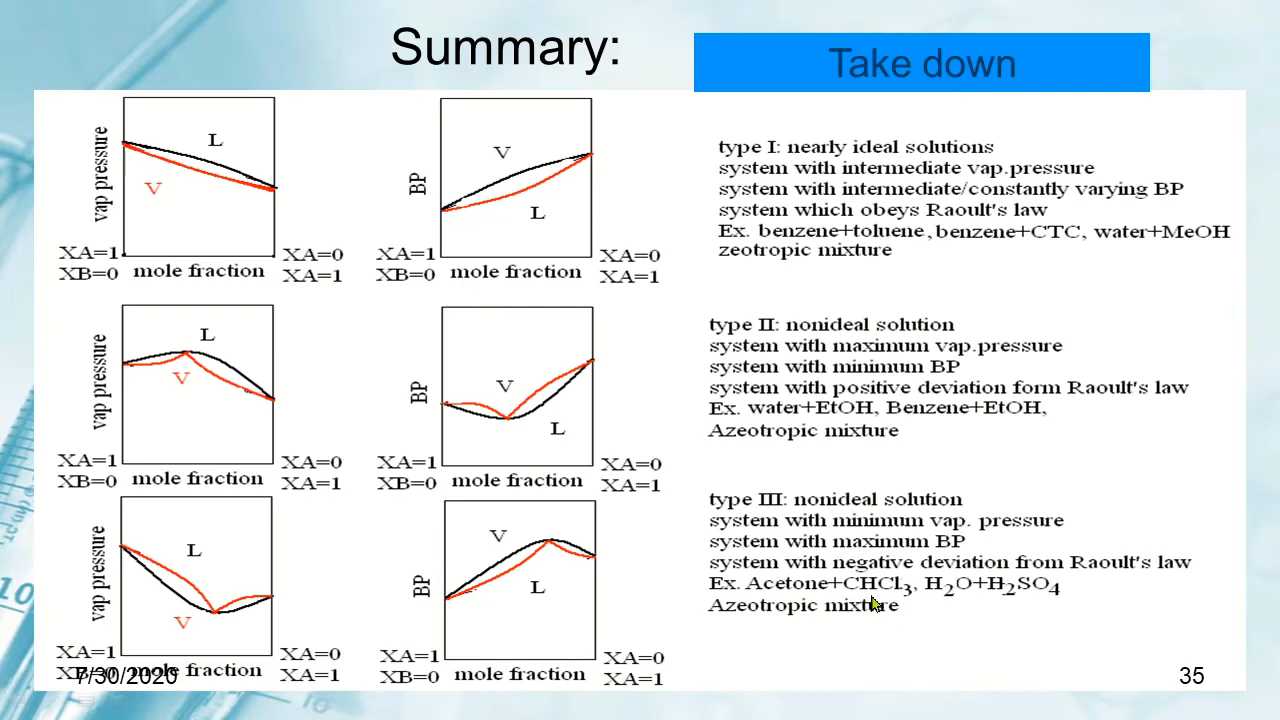 Summary:
Take down
vap pressure
L
V
XA=1
XB=0
mole fraction
XA=0
XA=1
BP
V
L
XA=1
XB=0
mole fraction
XA=0
XA=1
type I: nearly ideal solutions
system with intermediate vap.pressure
system with intermediate/constantly varying BP
system which obeys Raoult's law
Ex. benzene+toluene, benzene+CTC, water+MeOH
zeotropic mixture
vap pressure
L
V
XA=1
XB=0
mole fraction
XA=0
XA=1
BP
V
L
XA=1
XB=0
mole fraction
XA=0
XA=1
type II: nonideal solution
system with maximum vap.pressure
system with minimum BP
system with positive deviation form Raoult's law
Ex. water+EtOH, Benzene+EtOH,
Azeotropic mixture
vap pressure
L
V
XA=1
XB=0
mole fraction
XA=0
XA=1
BP
V
L
XA=1
XB=0
mole fraction
XA=0
XA=1
type III: nonideal solution
system with minimum vap. pressure
system with maximum BP
system with negative deviation from Raoult's law
Ex. Acetone+CHCl3, H2O+H2SO4
Azeotropic mixture
7/30/2020
35